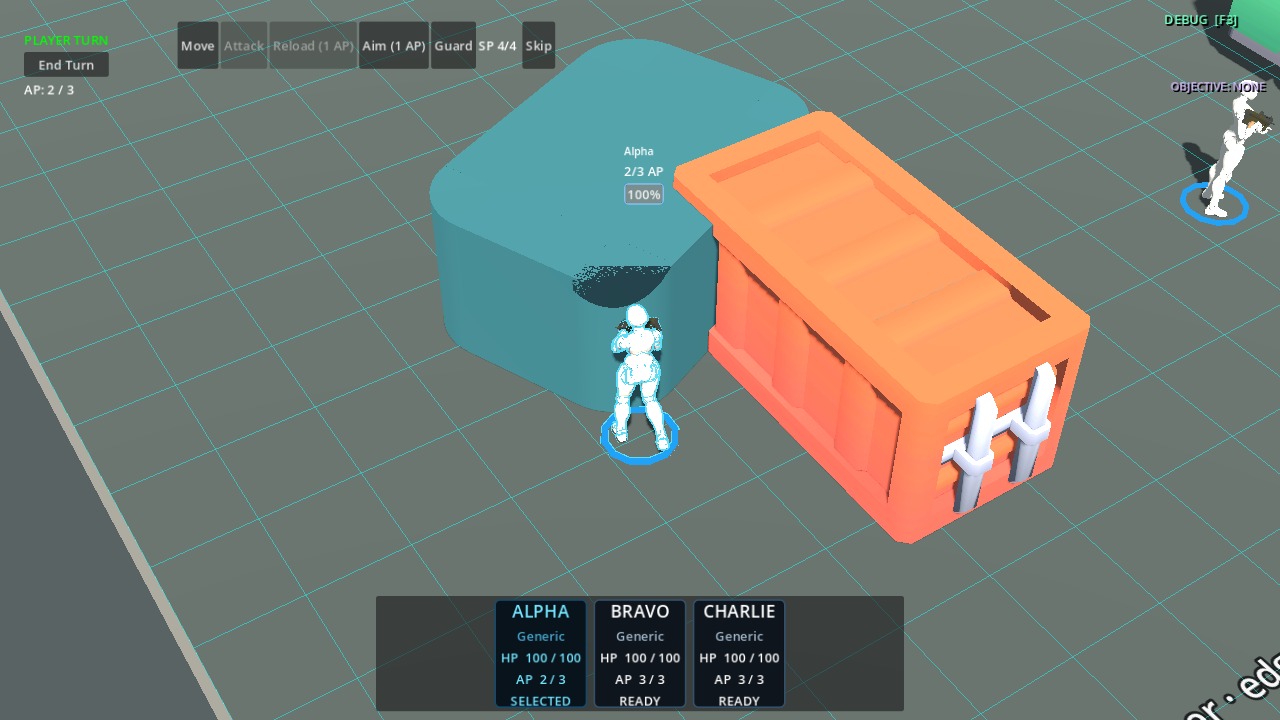 PLAYER TURN
End Turn
AP: 2 / 3
Move
Attack
Reload (1 AP)
Aim (1 AP)
Guard
SP 4/4
Skip
DEBUG [F3]
OBJECTIVE: NONE
Alpha
2/3 AP
100%
ALPHA
Generic
HP 100 / 100
AP 2 / 3
SELECTED
BRAVO
Generic
HP 100 / 100
AP 3 / 3
READY
CHARLIE
Generic
HP 100 / 100
AP 3 / 3
READY